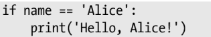 if name == 'Alice':
    print('Hello, Alice!')